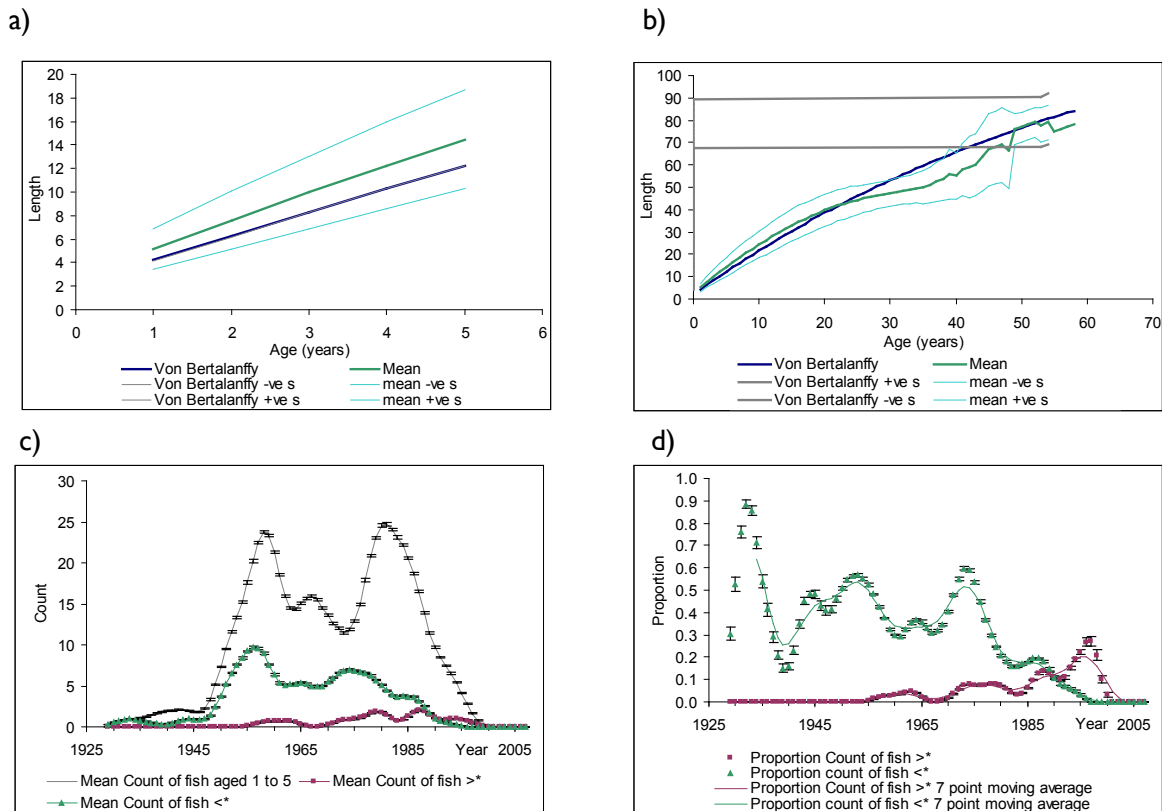 a)
20
18
16
14
12
10
8
6
4
2
0
Length
0 1 2 3 4 5 6
Age (years)
Von Bertalanffy Mean
Von Bertalanffy -ve s mean -ve s
Von Bertalanffy +ve s mean +ve s
b)
100
90
80
70
60
50
40
30
20
10
0
Length
0 10 20 30 40 50 60 70
Age (years)
Von Bertalanffy Mean
Von Bertalanffy +ve s mean -ve s
Von Bertalanffy -ve s mean +ve s
c)
30
25
20
15
10
5
0
Count
1925 1945 1965 1985 Year 2005
Mean Count of fish aged 1 to 5 Mean Count of fish >*
Mean Count of fish <*
d)
1.0
0.9
0.8
0.7
0.6
0.5
0.4
0.3
0.2
0.1
0.0
Proportion
1925 1945 1965 1985 Year 2005
Proportion Count of fish >*
Proportion count of fish <*
Proportion Count of fish >* 7 point moving average
Proportion count of fish <* 7 point moving average